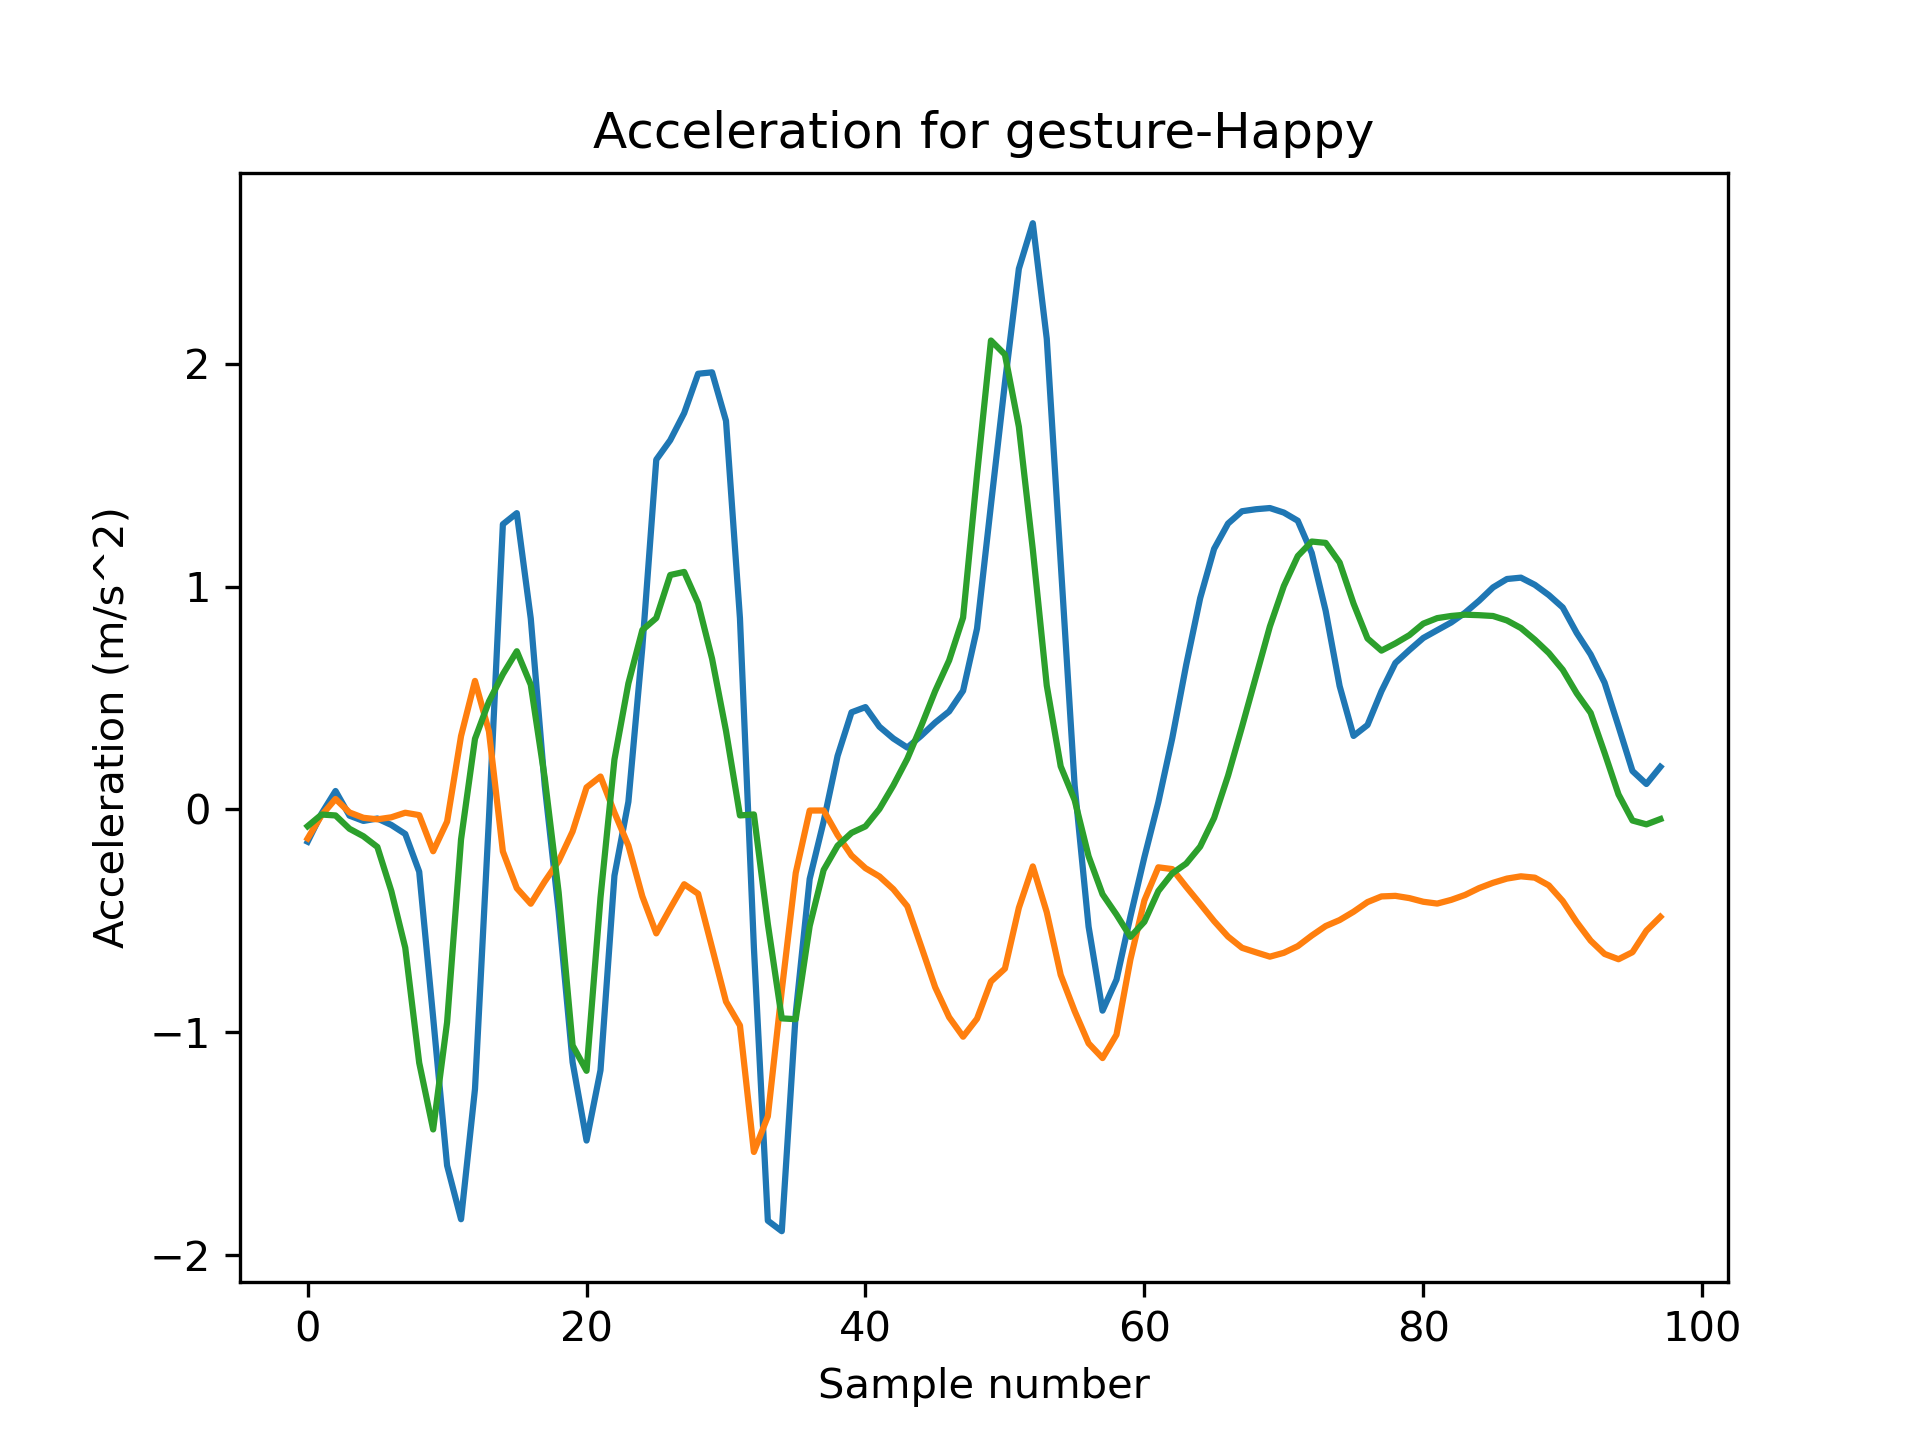 Acceleration for gesture-Happy
Acceleration (m/s^2)
2
1
0
−1
−2
0 20 40 60 80 100
Sample number